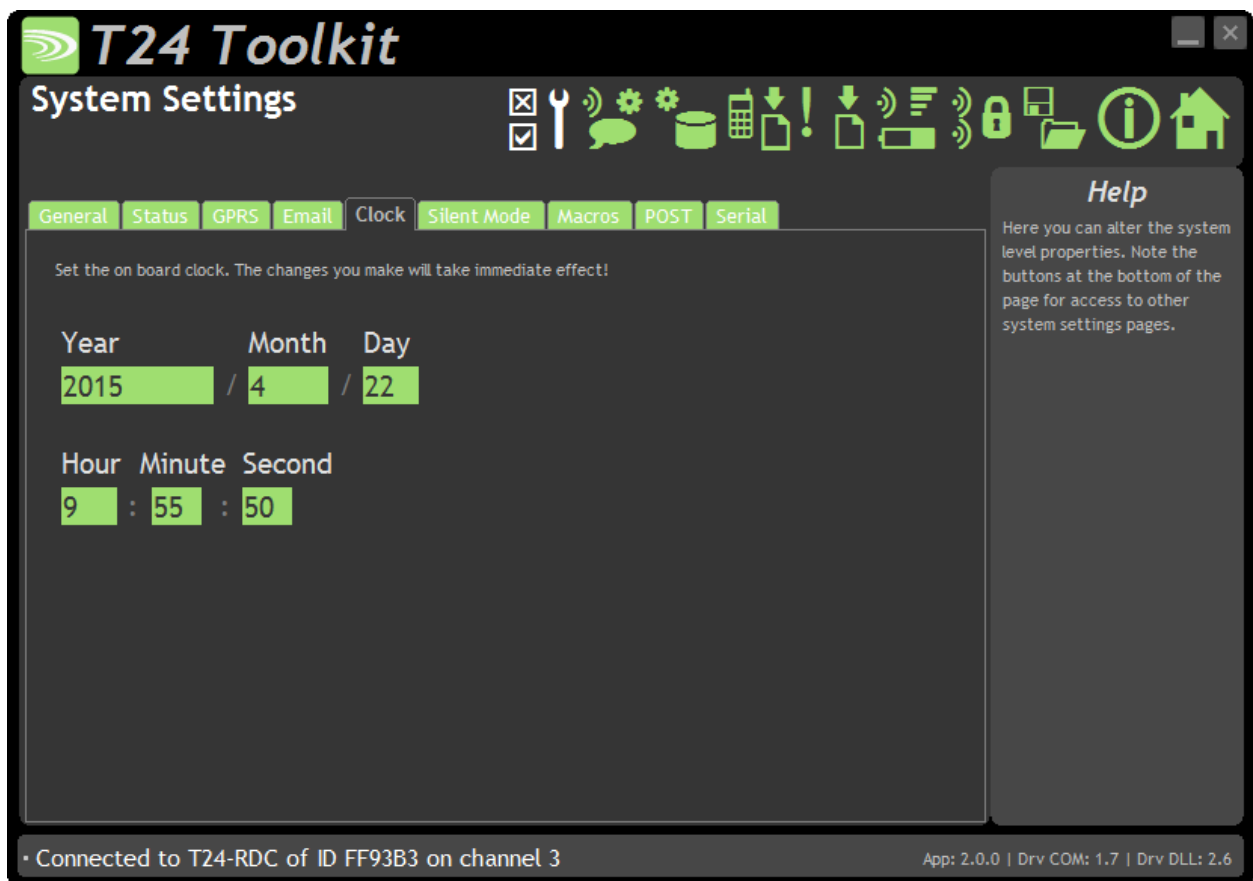 T24 Toolkit
System Settings
General Status GPRS Email Clock Silent Mode Macros POST Serial
Set the on board clock. The changes you make will take immediate effect!
Year Month Day
2015 / 4 / 22
Hour Minute Second
9 : 55 : 50
Help
Here you can alter the system
level properties. Note the
buttons at the bottom of the
page for access to other
system settings pages.
· Connected to T24-RDC of ID FF93B3 on channel 3
App: 2.0.0 | Drv COM: 1.7 | Drv DLL: 2.6